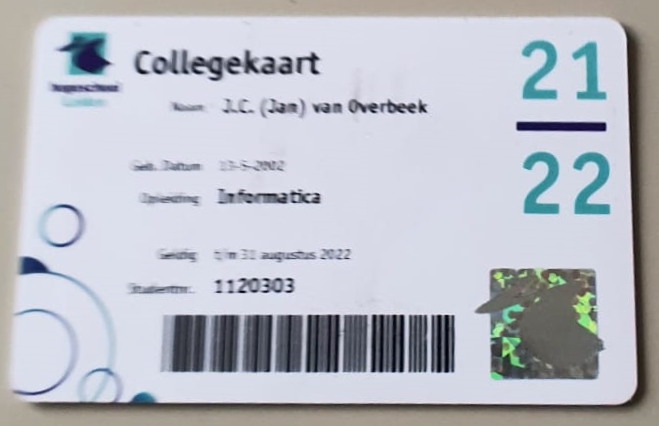 Collegekaart
hogeschool
Leiden
Naam J.C. (Jan) van Overbeek
21
22
Geb. Datum 13-5-2002
Opleiding Informatica
Geldig t/m 31 augustus 2022
Studentnr. 1120303